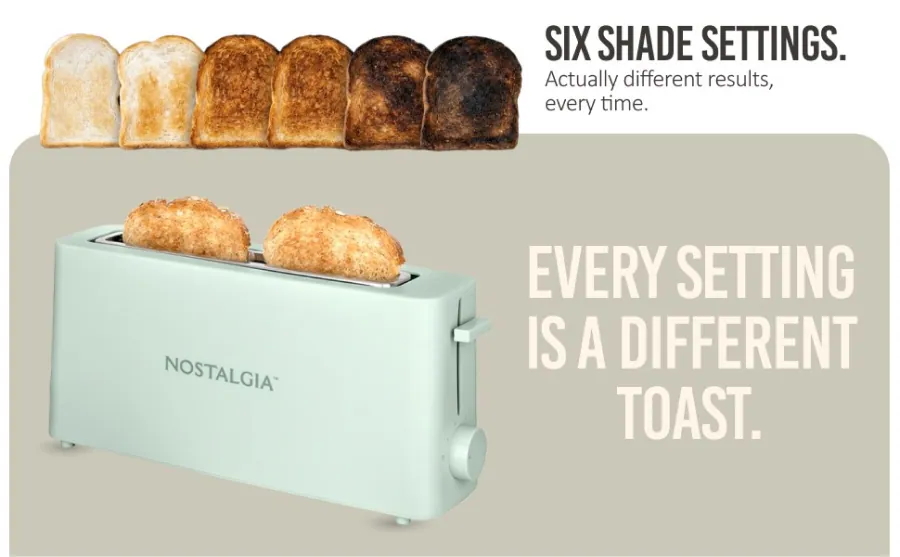 SIX SHADE SETTINGS.
Actually different results,
every time.
EVERY SETTING
IS A DIFFERENT
TOAST.
NOSTALGIA™